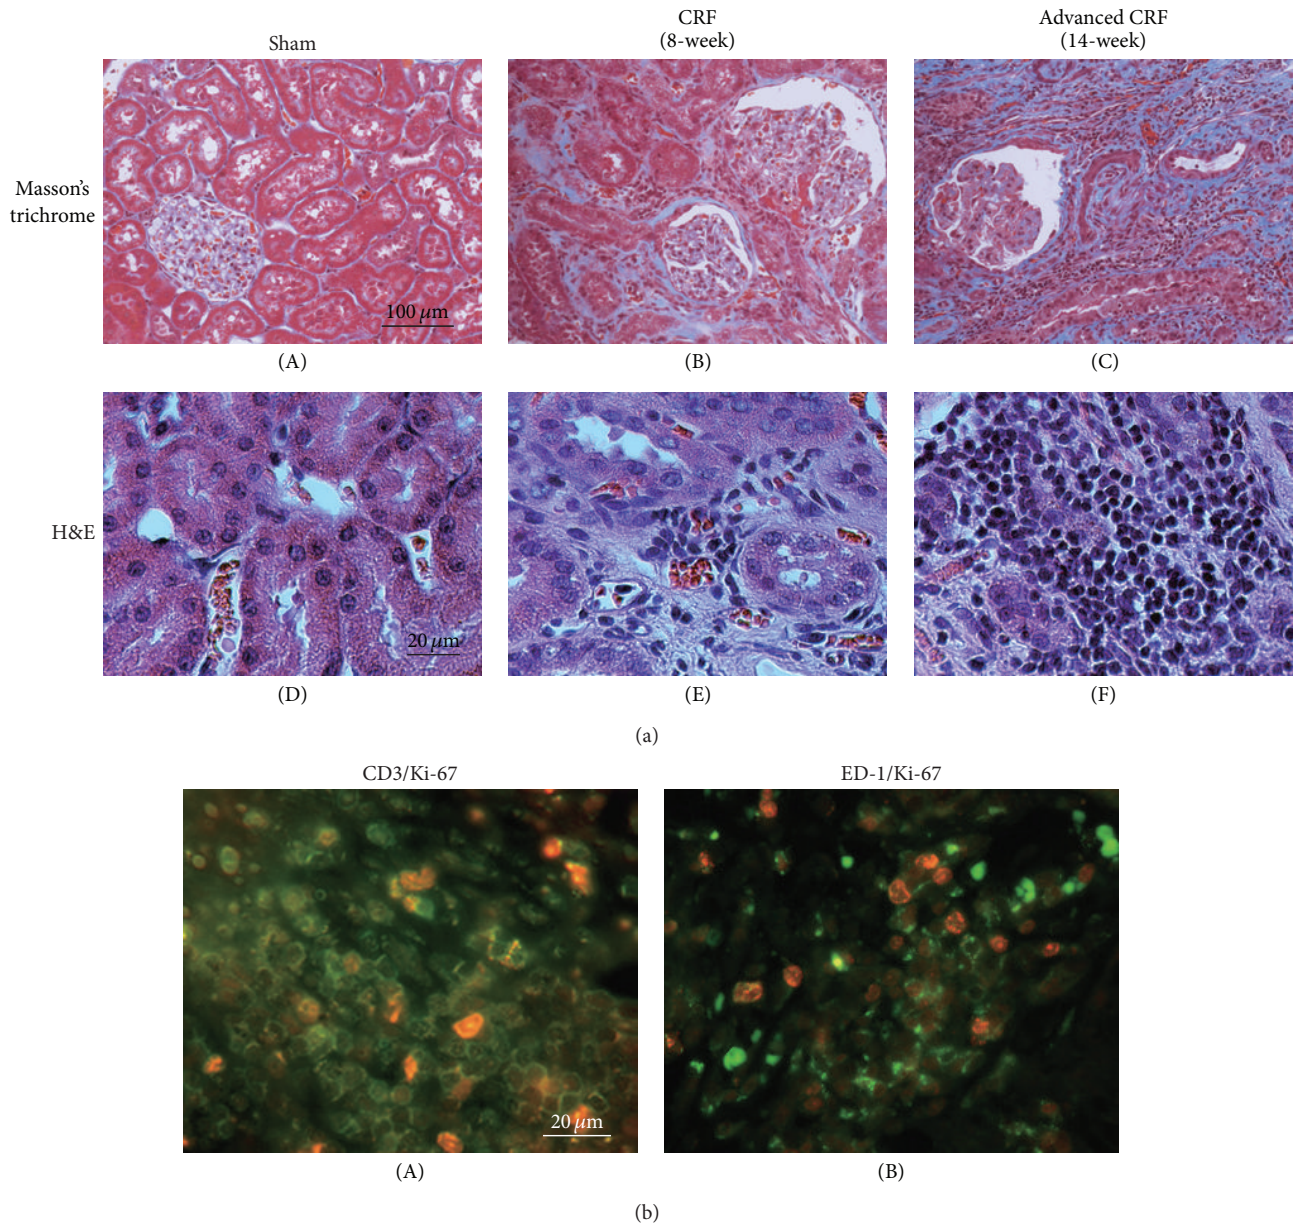 Sham
CRF
(8-week)
Advanced CRF
(14-week)
Masson's
trichrome
100 μm
(A)
(B)
(C)
H&E
20 μm
(D)
(E)
(F)
(a)
CD3/Ki-67
ED-1/Ki-67
20 μm
(A)
(B)
(b)